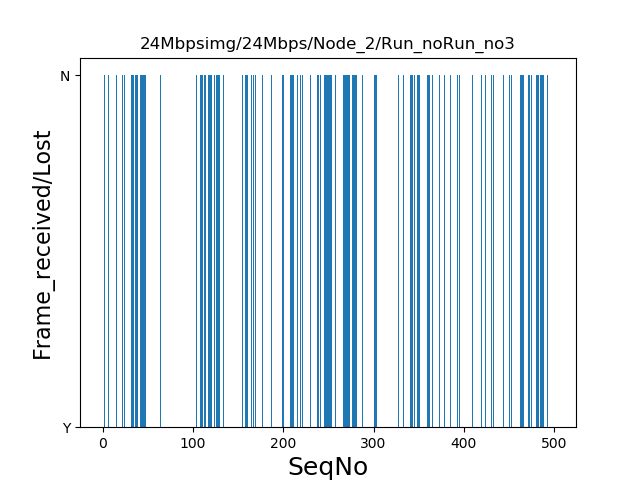 24Mbpsimg/24Mbps/Node_2/Run_noRun_no3
N
Frame_received/Lost
Y
0 100 200 300 400 500
SeqNo